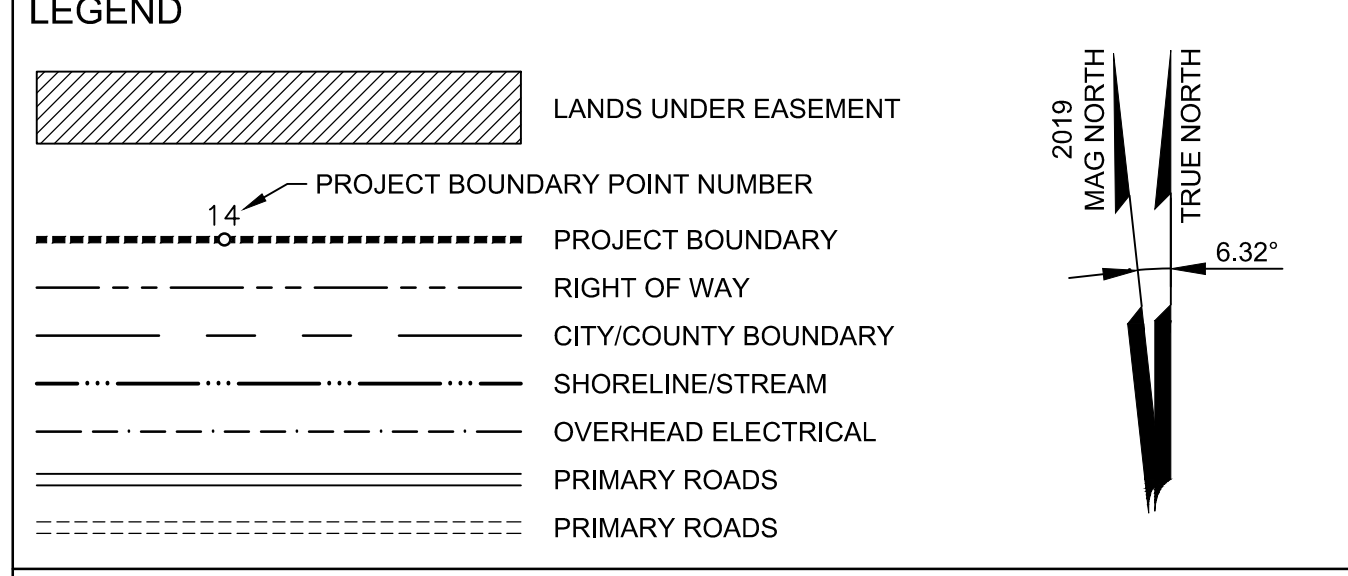 LEGEND
LANDS UNDER EASEMENT
PROJECT BOUNDARY POINT NUMBER
14
PROJECT BOUNDARY
RIGHT OF WAY
CITY/COUNTY BOUNDARY
SHORELINE/STREAM
OVERHEAD ELECTRICAL
PRIMARY ROADS
PRIMARY ROADS
2019
MAG NORTH
TRUE NORTH
6.32°